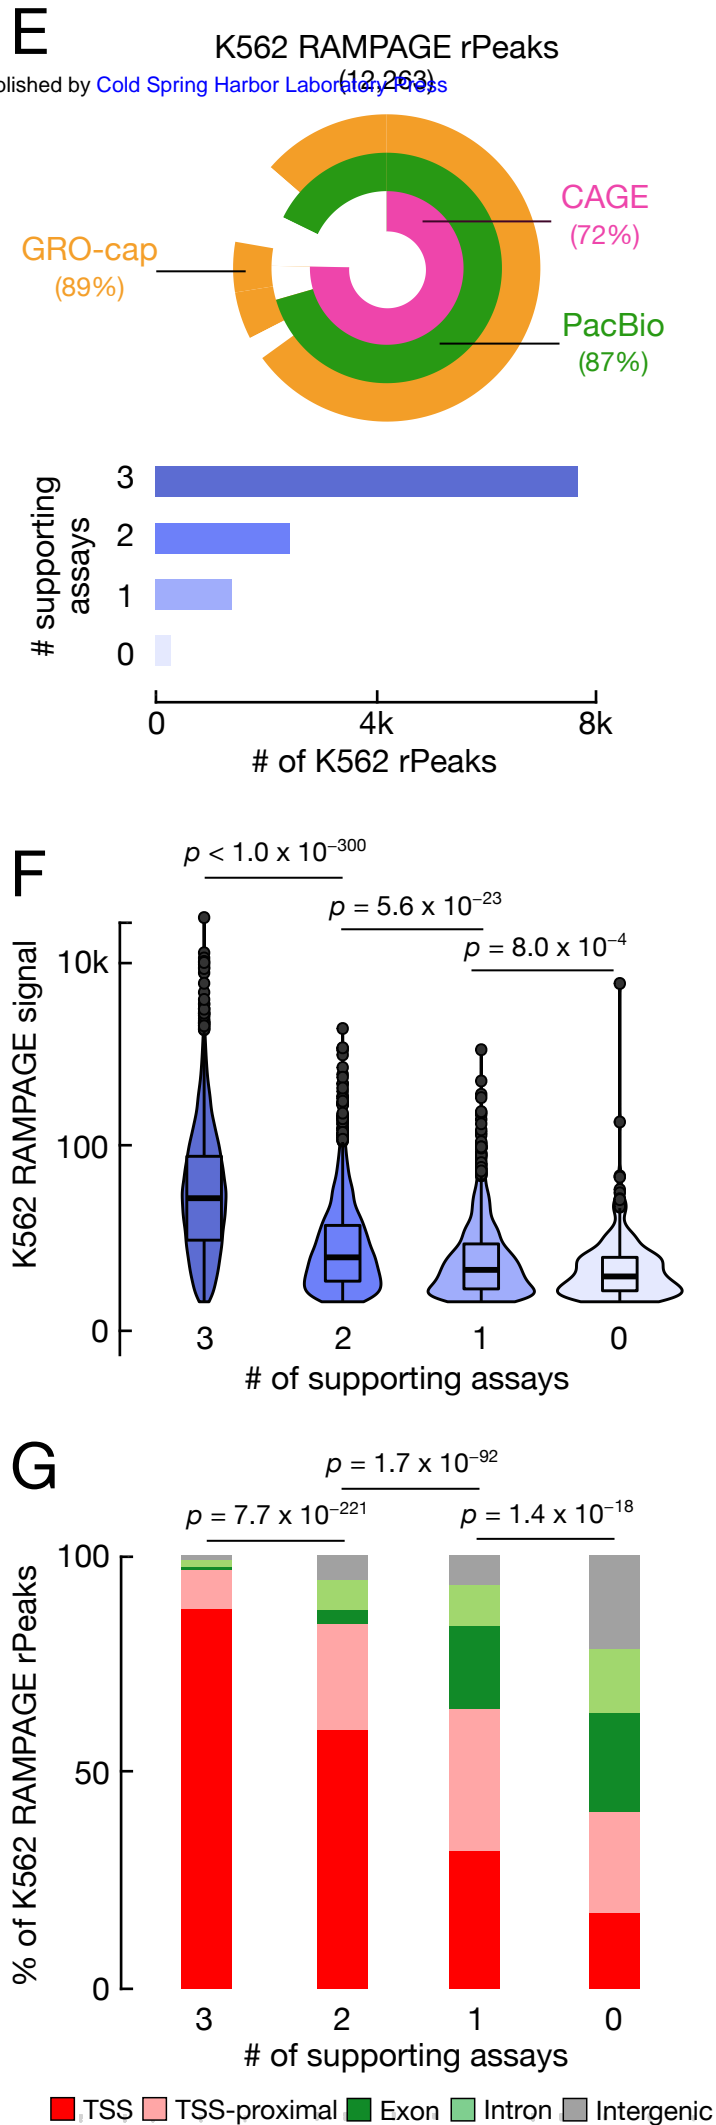 E
K562 RAMPAGE rPeaks
(12,263)
blished by Cold Spring Harbor Laboratory Press
CAGE
(72%)
GRO-cap
(89%)
PacBio
(87%)
# supporting
assays
3
2
1
0
0 4k 8k
# of K562 rPeaks
F
p < 1.0 x 10⁻³⁰⁰
p = 5.6 x 10⁻²³
p = 8.0 x 10⁻⁴
K562 RAMPAGE signal
10k
100
0
3 2 1 0
# of supporting assays
G
p = 1.7 x 10⁻⁹²
p = 7.7 x 10⁻²²¹
p = 1.4 x 10⁻¹⁸
% of K562 RAMPAGE rPeaks
100
50
0
3 2 1 0
# of supporting assays
TSS TSS-proximal Exon Intron Intergenic